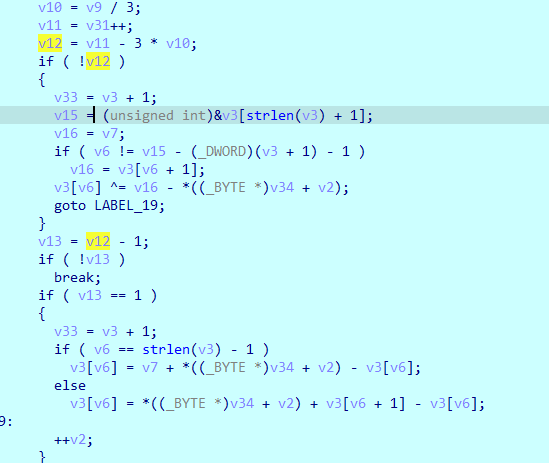 v10 = v9 / 3;
v11 = v31++;
v12 = v11 - 3 * v10;
if ( !v12 )
{
v33 = v3 + 1;
v15 = (unsigned int)&v3[strlen(v3) + 1];
v16 = v7;
if ( v6 != v15 - (_DWORD)(v3 + 1) - 1 )
v16 = v3[v6 + 1];
v3[v6] ^= v16 - *((_BYTE *)v34 + v2);
goto LABEL_19;
}
v13 = v12 - 1;
if ( !v13 )
break;
if ( v13 == 1 )
{
v33 = v3 + 1;
if ( v6 == strlen(v3) - 1 )
v3[v6] = v7 + *((_BYTE *)v34 + v2) - v3[v6];
else
v3[v6] = *((_BYTE *)v34 + v2) + v3[v6 + 1] - v3[v6];
9:
++v2;
}